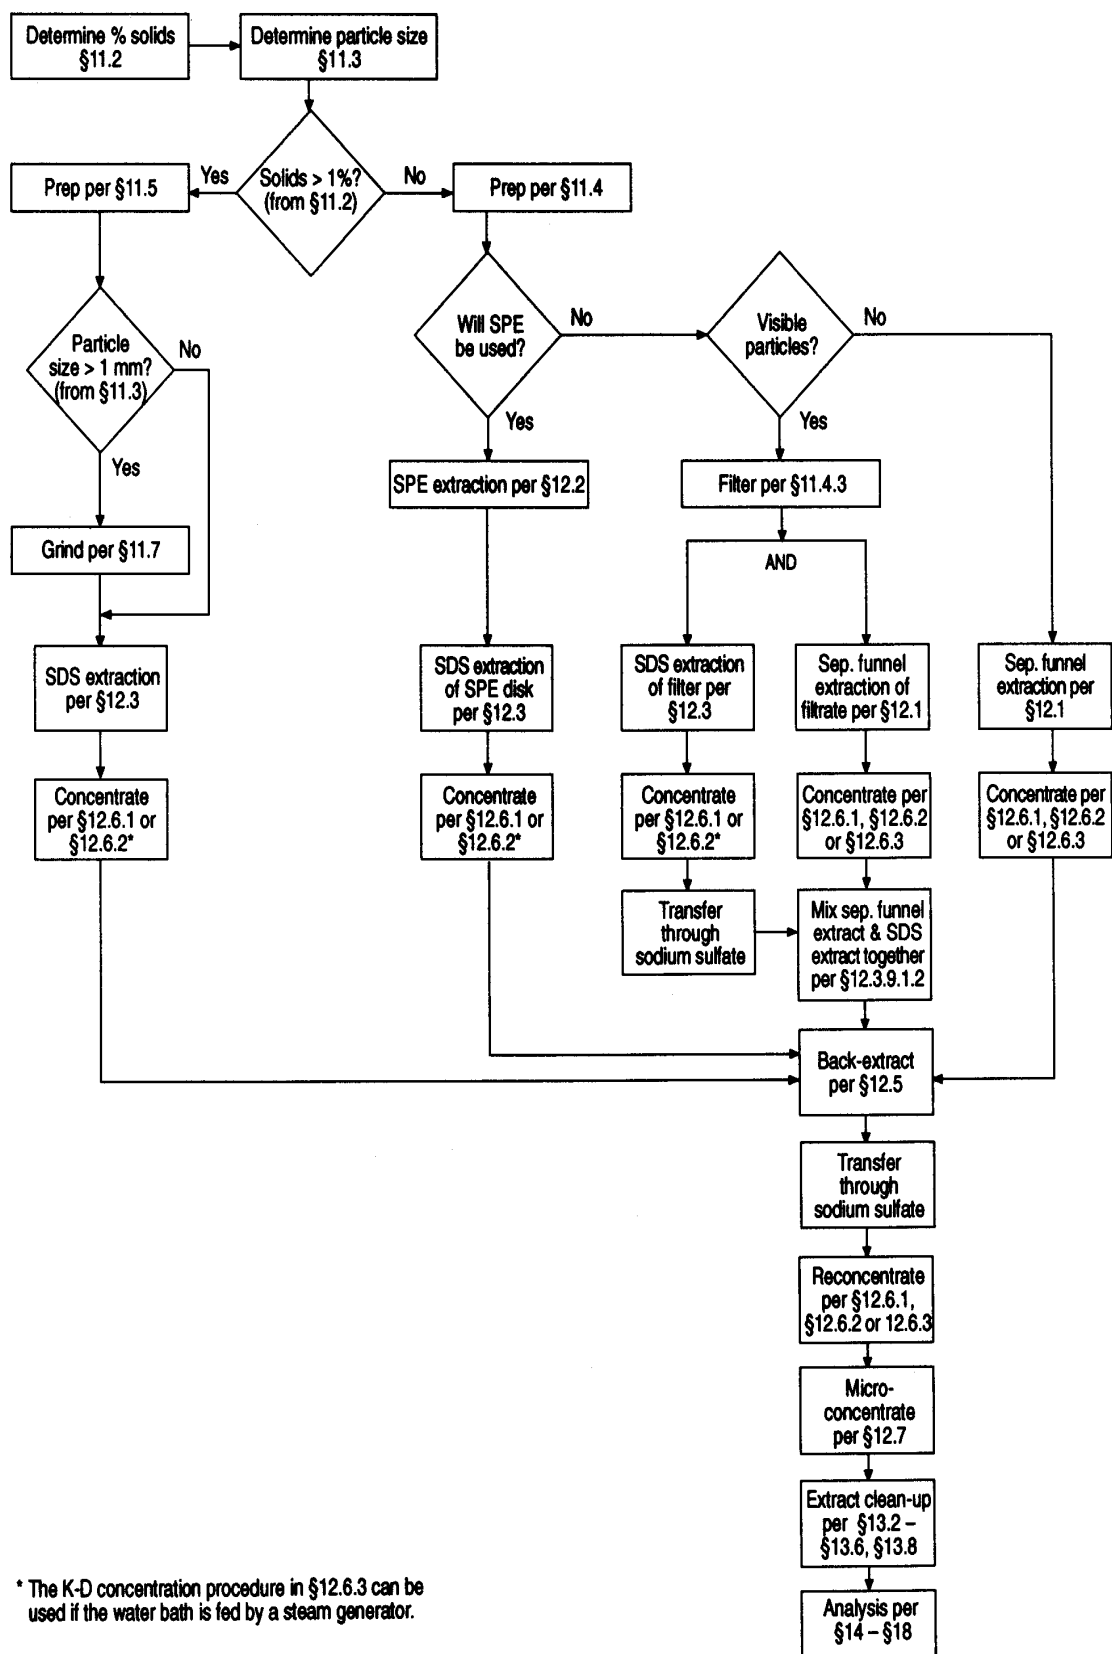 Determine % solids
§11.2
Determine particle size
§11.3
Solids > 1%?
(from §11.2)
Yes
No
Prep per §11.5
Prep per §11.4
Particle
size > 1 mm?
(from §11.3)
No
Yes
Will SPE
be used?
No
Yes
Visible
particles?
No
Yes
Grind per §11.7
SPE extraction per §12.2
Filter per §11.4.3
AND
SDS extraction
per §12.3
SDS extraction
of SPE disk
per §12.3
SDS extraction
of filter per
§12.3
Sep. funnel
extraction of
filtrate per §12.1
Sep. funnel
extraction per
§12.1
Concentrate
per §12.6.1 or
§12.6.2*
Concentrate
per §12.6.1 or
§12.6.2*
Concentrate
per §12.6.1 or
§12.6.2*
Concentrate per
§12.6.1, §12.6.2
or §12.6.3
Concentrate per
§12.6.1, §12.6.2
or §12.6.3
Transfer
through
sodium sulfate
Mix sep. funnel
extract & SDS
extract together
per §12.3.9.1.2
Back-extract
per §12.5
Transfer
through
sodium sulfate
Reconcentrate
per §12.6.1,
§12.6.2 or 12.6.3
Micro-
concentrate
per §12.7
Extract clean-up
per §13.2 –
§13.6, §13.8
Analysis per
§14 – §18
* The K-D concentration procedure in §12.6.3 can be
used if the water bath is fed by a steam generator.